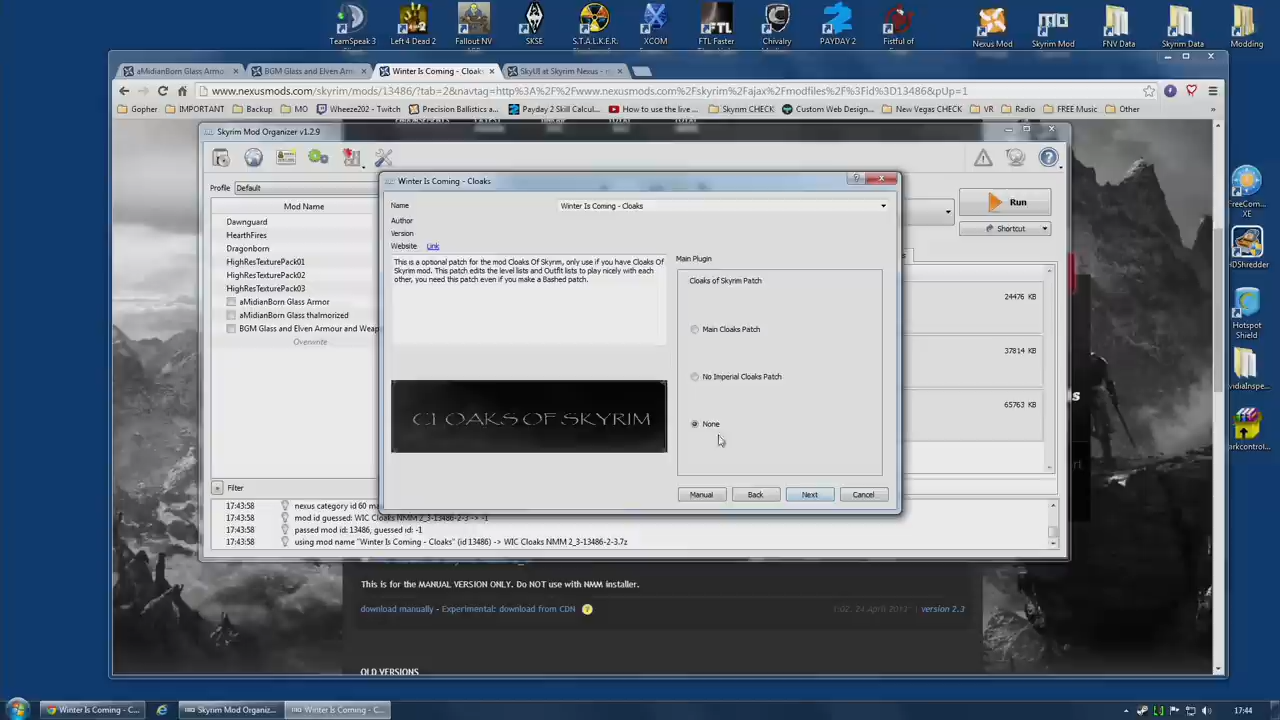 TeamSpeak 3
Left 4 Dead 2
Fallout NV
SKSE
S.T.A.L.K.E.R.
XCOM
FTL Faster
Chivalry
PAYDAY 2
Fistful of
Nexus Mod
Skyrim Mod
FNV Data
Skyrim Data
Modding
aMidianBorn Glass Armo
BGM Glass and Elven Arm
Winter Is Coming - Cloaks
SkyUI at Skyrim Nexus -
www.nexusmods.com/skyrim/mods/13486/?tab=2&navtag=http%3A%2F%2Fwww.nexusmods.com%2Fskyrim%2Fajax%2Fmodfiles%2F%3Fid%3D13486&pUp=1
Gopher
IMPORTANT
Backup
MO
Wheeze202 - Twitch
Precision Ballistics a...
Payday 2 Skill Calcu...
How to use the live ...
Skyrim CHECK
Custom Web Design...
New Vegas CHECK
VR
Radio
FREE Music
Other
Skyrim Mod Organizer v1.2.9
Profile
Default
Run
Shortcut
Mod Name
Dawnguard
HearthFires
Dragonborn
HighResTexturePack01
HighResTexturePack02
HighResTexturePack03
aMidianBorn Glass Armor
aMidianBorn Glass thalmorized
BGM Glass and Elven Armour and Weap
Overwrite
24476 KB
37814 KB
65763 KB
Filter
Winter Is Coming - Cloaks
Name
Winter Is Coming - Cloaks
Author
Version
Website Link
This is a optional patch for the mod Cloaks Of Skyrim, only use if you have Cloaks Of
Skyrim mod. This patch edits the level lists and Outfit lists to play nicely with each
other, you need this patch even if you make a Bashed patch.
CLOAKS OF SKYRIM
Main Plugin
Cloaks of Skyrim Patch
Main Cloaks Patch
No Imperial Cloaks Patch
None
Manual
Back
Next
Cancel
17:43:58 nexus category id 60 ma
17:43:58 mod id guessed: WIC Cloaks NMM 2_3-13486-2-3 -> -1
17:43:58 passed mod id: 13486, guessed id: -1
17:43:58 using mod name "Winter Is Coming - Cloaks" (id 13486) -> WIC Cloaks NMM 2_3-13486-2-3.7z
This is for the MANUAL VERSION ONLY. Do NOT use with NMM installer.
download manually - Experimental: download from CDN
version 2.3
OLD VERSIONS
FreeCom...
XE
HDShredder
Hotspot
Shield
vidiaInspe
arkcontrol
Winter Is Coming - C...
Skyrim Mod Organiz...
Winter Is Coming - C...
17:44